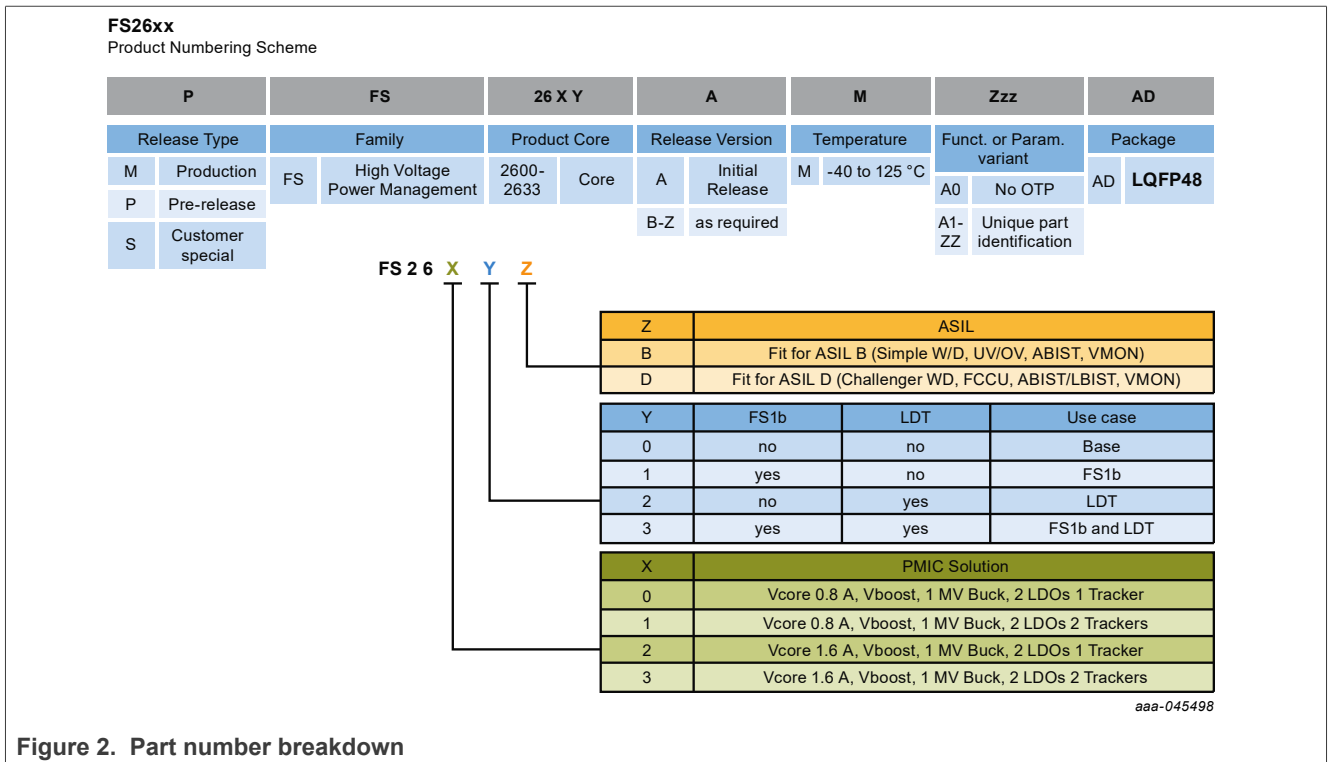 FS26xx
Product Numbering Scheme
P FS 26 X Y A M Zzz AD
Release Type Family Product Core Release Version Temperature Funct. or Param. variant Package
M Production FS High Voltage Power Management 2600-2633 Core A Initial Release M -40 to 125 °C A0 No OTP AD LQFP48
P Pre-release B-Z as required A1-ZZ Unique part identification
S Customer special
FS 2 6 X Y Z
Z ASIL
B Fit for ASIL B (Simple W/D, UV/OV, ABIST, VMON)
D Fit for ASIL D (Challenger WD, FCCU, ABIST/LBIST, VMON)
Y FS1b LDT Use case
0 no no Base
1 yes no FS1b
2 no yes LDT
3 yes yes FS1b and LDT
X PMIC Solution
0 Vcore 0.8 A, Vboost, 1 MV Buck, 2 LDOs 1 Tracker
1 Vcore 0.8 A, Vboost, 1 MV Buck, 2 LDOs 2 Trackers
2 Vcore 1.6 A, Vboost, 1 MV Buck, 2 LDOs 1 Tracker
3 Vcore 1.6 A, Vboost, 1 MV Buck, 2 LDOs 2 Trackers
aaa-045498
Figure 2. Part number breakdown